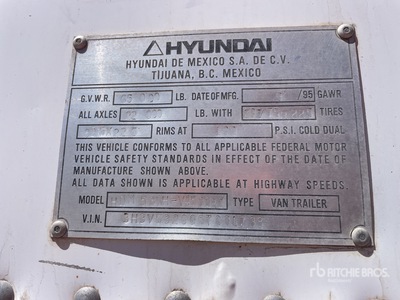 HYUNDAI
HYUNDAI DE MEXICO S.A. DE C.V.
TIJUANA, B.C. MEXICO
G.V.W.R. LB. DATE OF MFG. /95 GAWR
ALL AXLES LB. WITH TIRES
RIMS AT P.S.I. COLD DUAL
THIS VEHICLE CONFORMS TO ALL APPLICABLE FEDERAL MOTOR
VEHICLE SAFETY STANDARDS IN EFFECT OF THE DATE OF
MANUFACTURE SHOWN ABOVE.
ALL DATA SHOWN IS APPLICABLE AT HIGHWAY SPEEDS.
MODEL TYPE VAN TRAILER
V.I.N.
rb RITCHIE BROS.